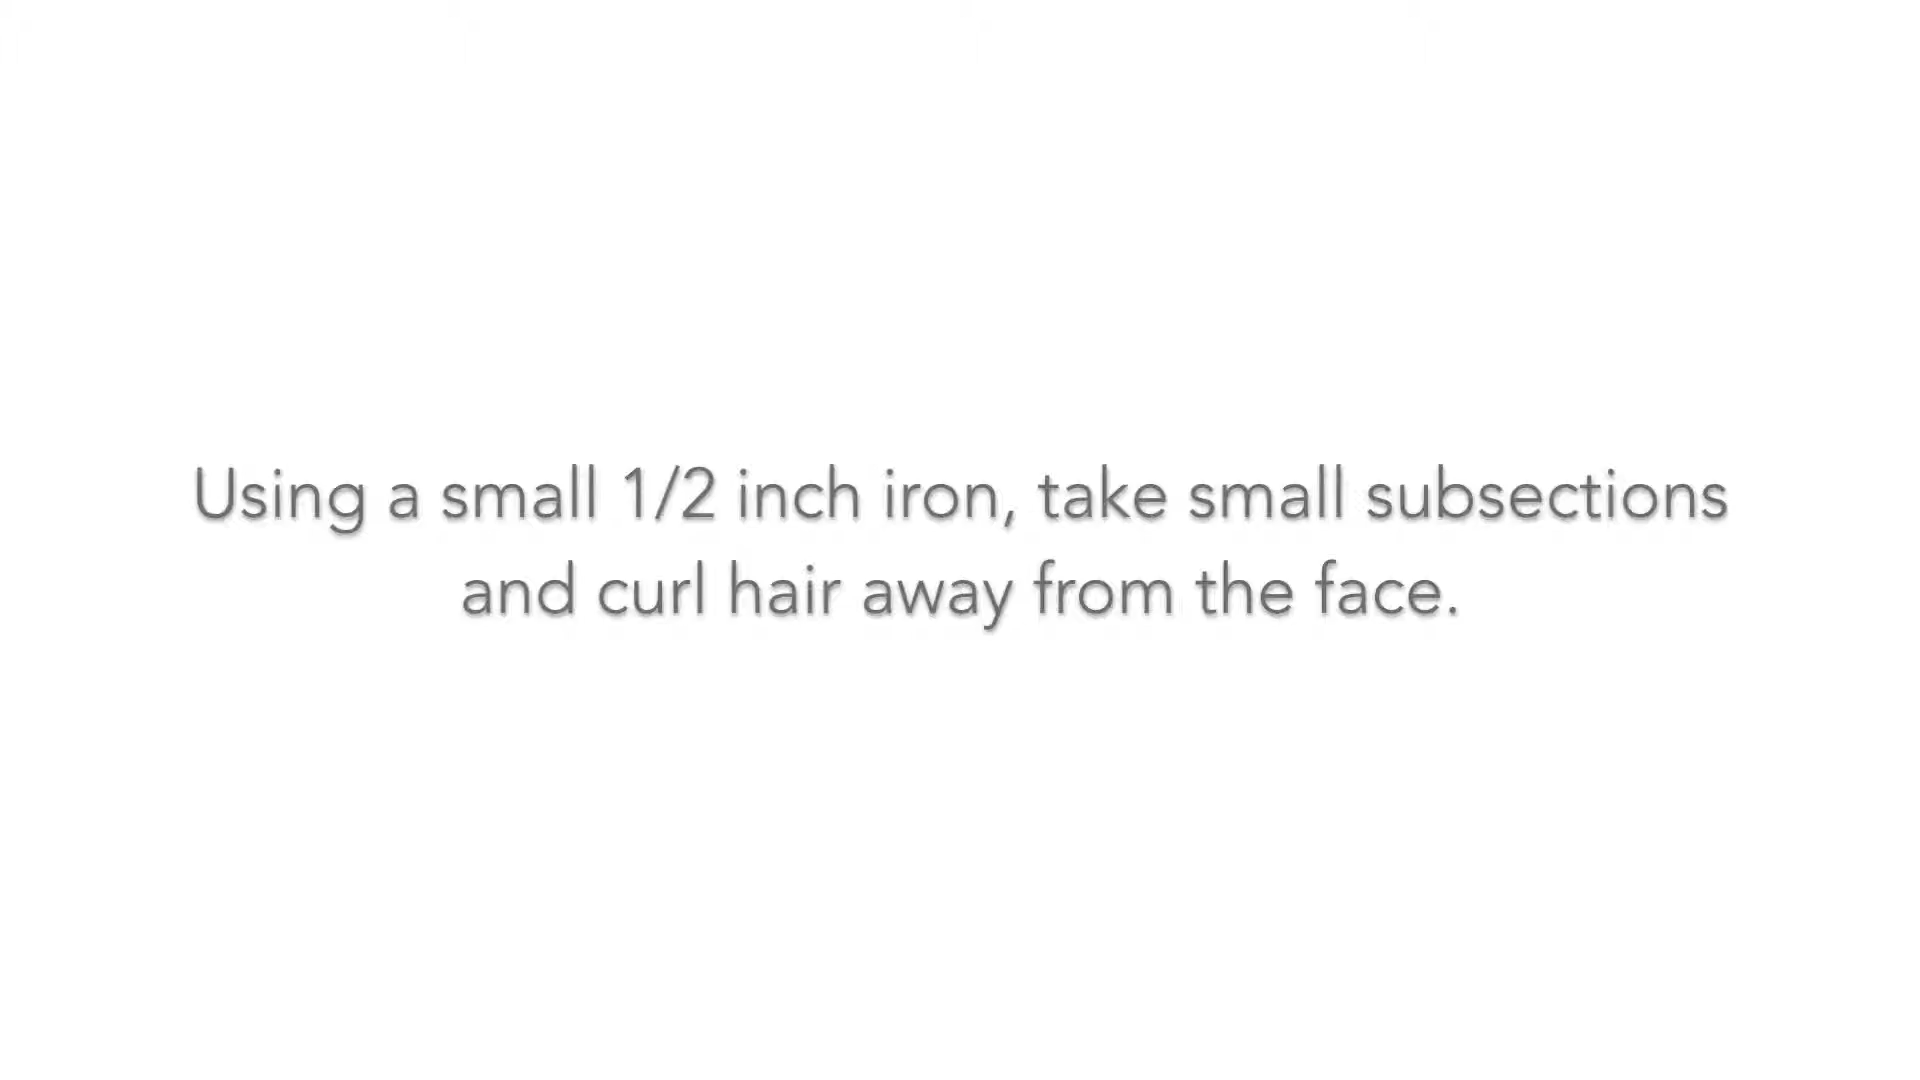 Using a small 1/2 inch iron, take small subsections
and curl hair away from the face.